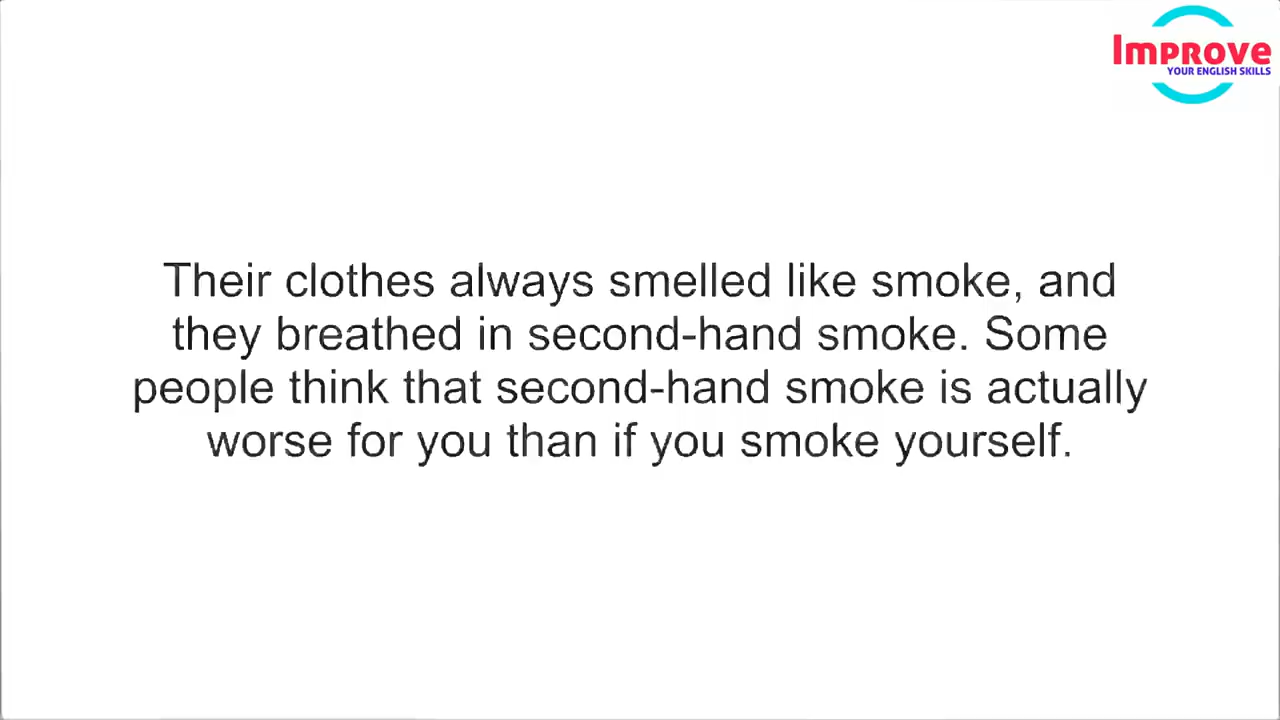 Improve
YOUR ENGLISH SKILLS
Their clothes always smelled like smoke, and
they breathed in second-hand smoke. Some
people think that second-hand smoke is actually
worse for you than if you smoke yourself.